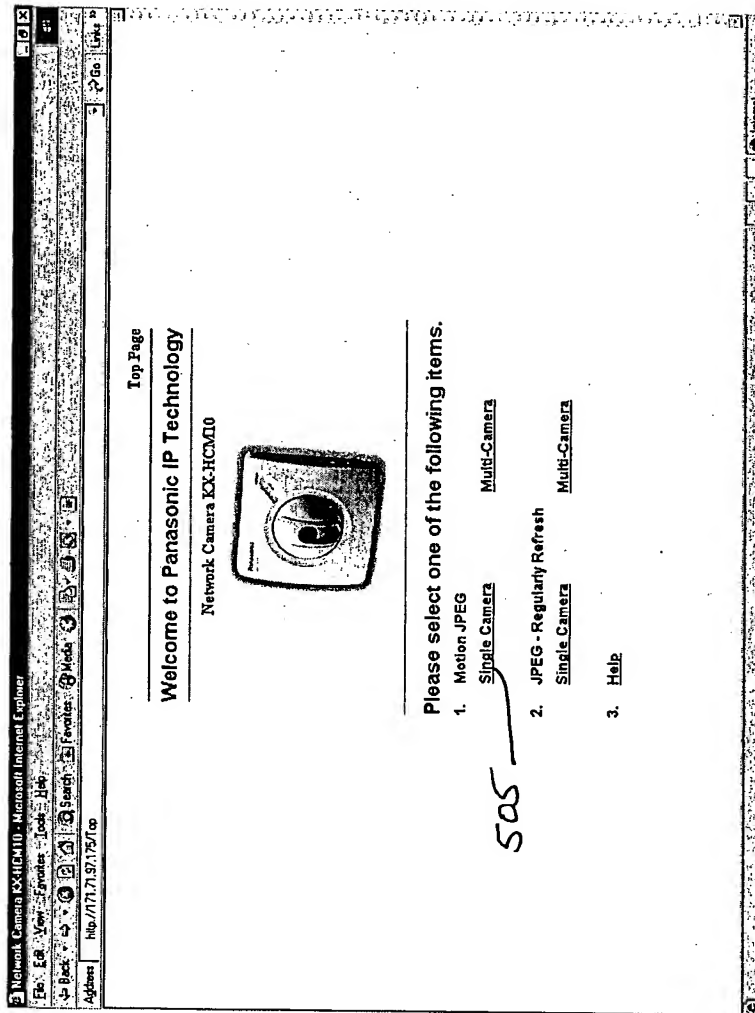 Network Camera KX-HCM10 - Microsoft Internet Explorer
File Edit View Favorites Tools Help
Back Search Favorites Media
Address http://171.71.97.175/Top Go Links »
Top Page
Welcome to Panasonic IP Technology
Network Camera KX-HCM10
Panasonic
Please select one of the following items.
1. Motion JPEG
Single Camera Multi-Camera
2. JPEG - Regularly Refresh
Single Camera Multi-Camera
3. Help
505
Internet